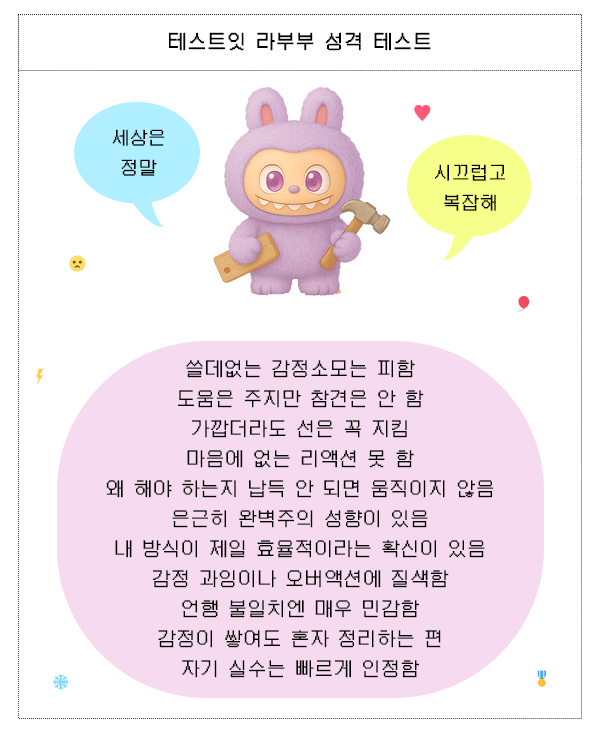 테스트잇 라부부 성격 테스트
세상은
정말
시끄럽고
복잡해
쓸데없는 감정소모는 피함
도움은 주지만 참견은 안 함
가깝더라도 선은 꼭 지킴
마음에 없는 리액션 못 함
왜 해야 하는지 납득 안 되면 움직이지 않음
은근히 완벽주의 성향이 있음
내 방식이 제일 효율적이라는 확신이 있음
감정 과잉이나 오버액션에 질색함
언행 불일치엔 매우 민감함
감정이 쌓여도 혼자 정리하는 편
자기 실수는 빠르게 인정함